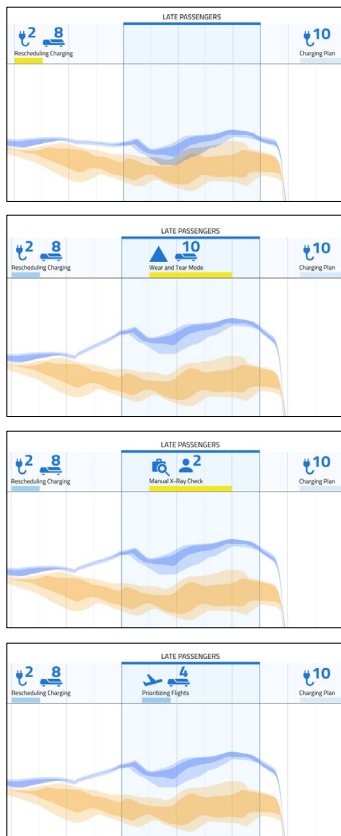 LATE PASSENGERS
2 8 10
Rescheduling Charging Charging Plan
LATE PASSENGERS
2 8 10 10
Rescheduling Charging Wear and Tear Mode Charging Plan
LATE PASSENGERS
2 8 2 10
Rescheduling Charging Manual X-Ray Check Charging Plan
LATE PASSENGERS
2 8 4 10
Rescheduling Charging Prioritizing Flights Charging Plan